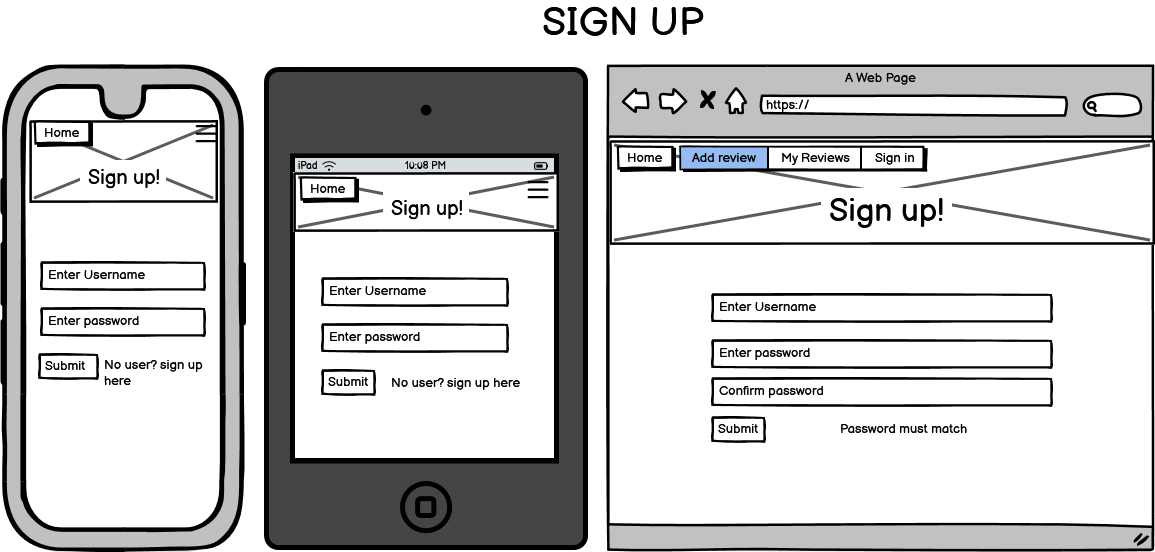 SIGN UP
Home
Sign up!
Enter Username
Enter password
Submit
No user? sign up
here
iPad
10:08 PM
Home
Sign up!
Enter Username
Enter password
Submit
No user? sign up here
A Web Page
https://
Home
Add review
My Reviews
Sign in
Sign up!
Enter Username
Enter password
Confirm password
Submit
Password must match